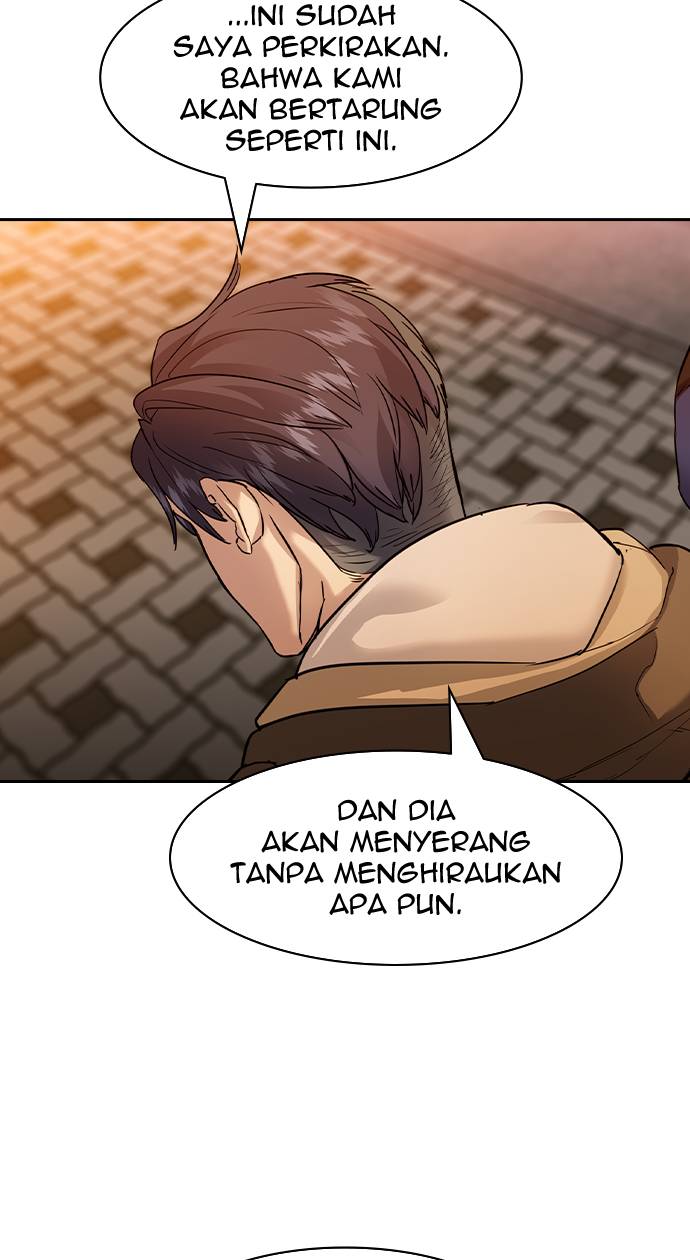 ...INI SUDAH
SAYA PERKIRAKAN.
BAHWA KAMI
AKAN BERTARUNG
SEPERTI INI.
DAN DIA
AKAN MENYERANG
TANPA MENGHIRAUKAN
APA PUN.